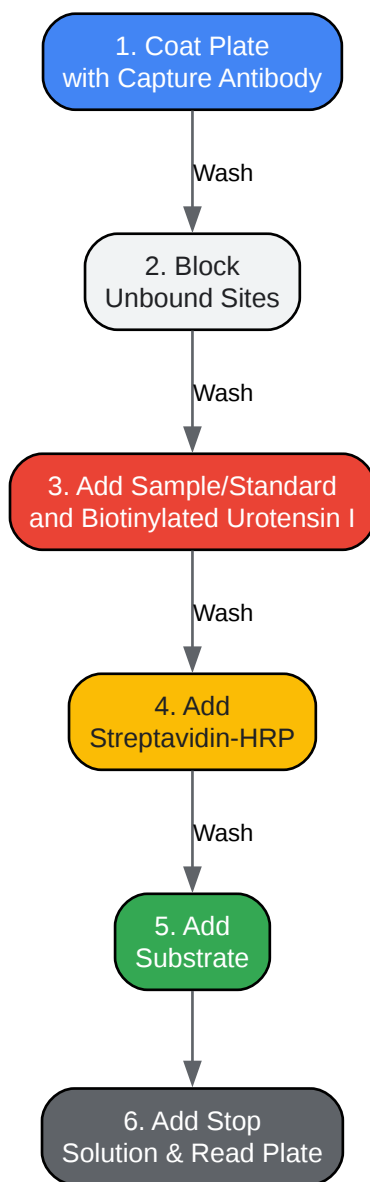 1. Coat Plate
with Capture Antibody
Wash
2. Block
Unbound Sites
Wash
3. Add Sample/Standard
and Biotinylated Urotensin I
Wash
4. Add
Streptavidin-HRP
Wash
5. Add
Substrate
6. Add Stop
Solution & Read Plate